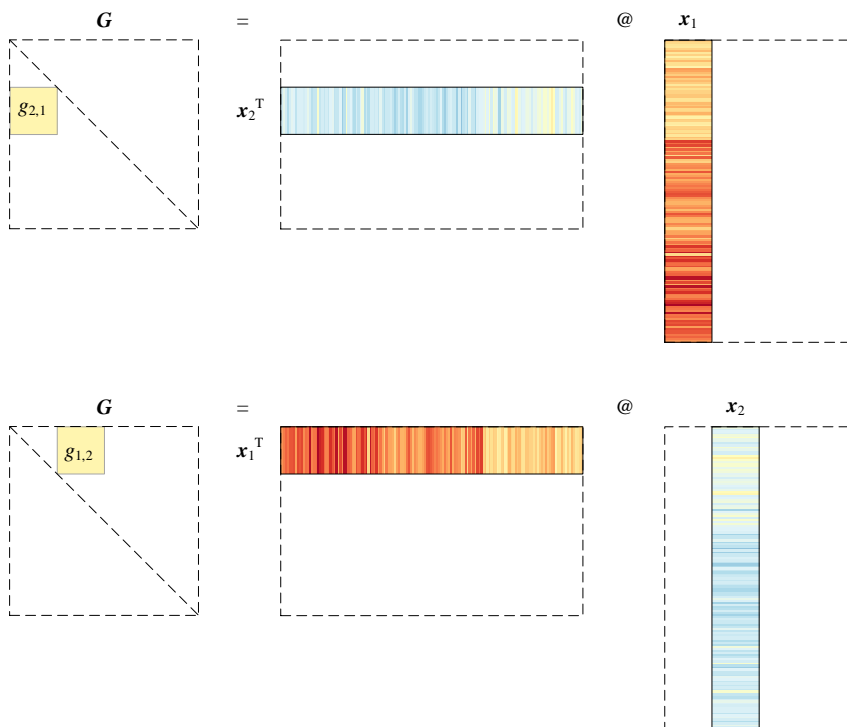 G = @ x₁
g₂,₁
x₂ᵀ
G = @ x₂
g₁,₂
x₁ᵀ